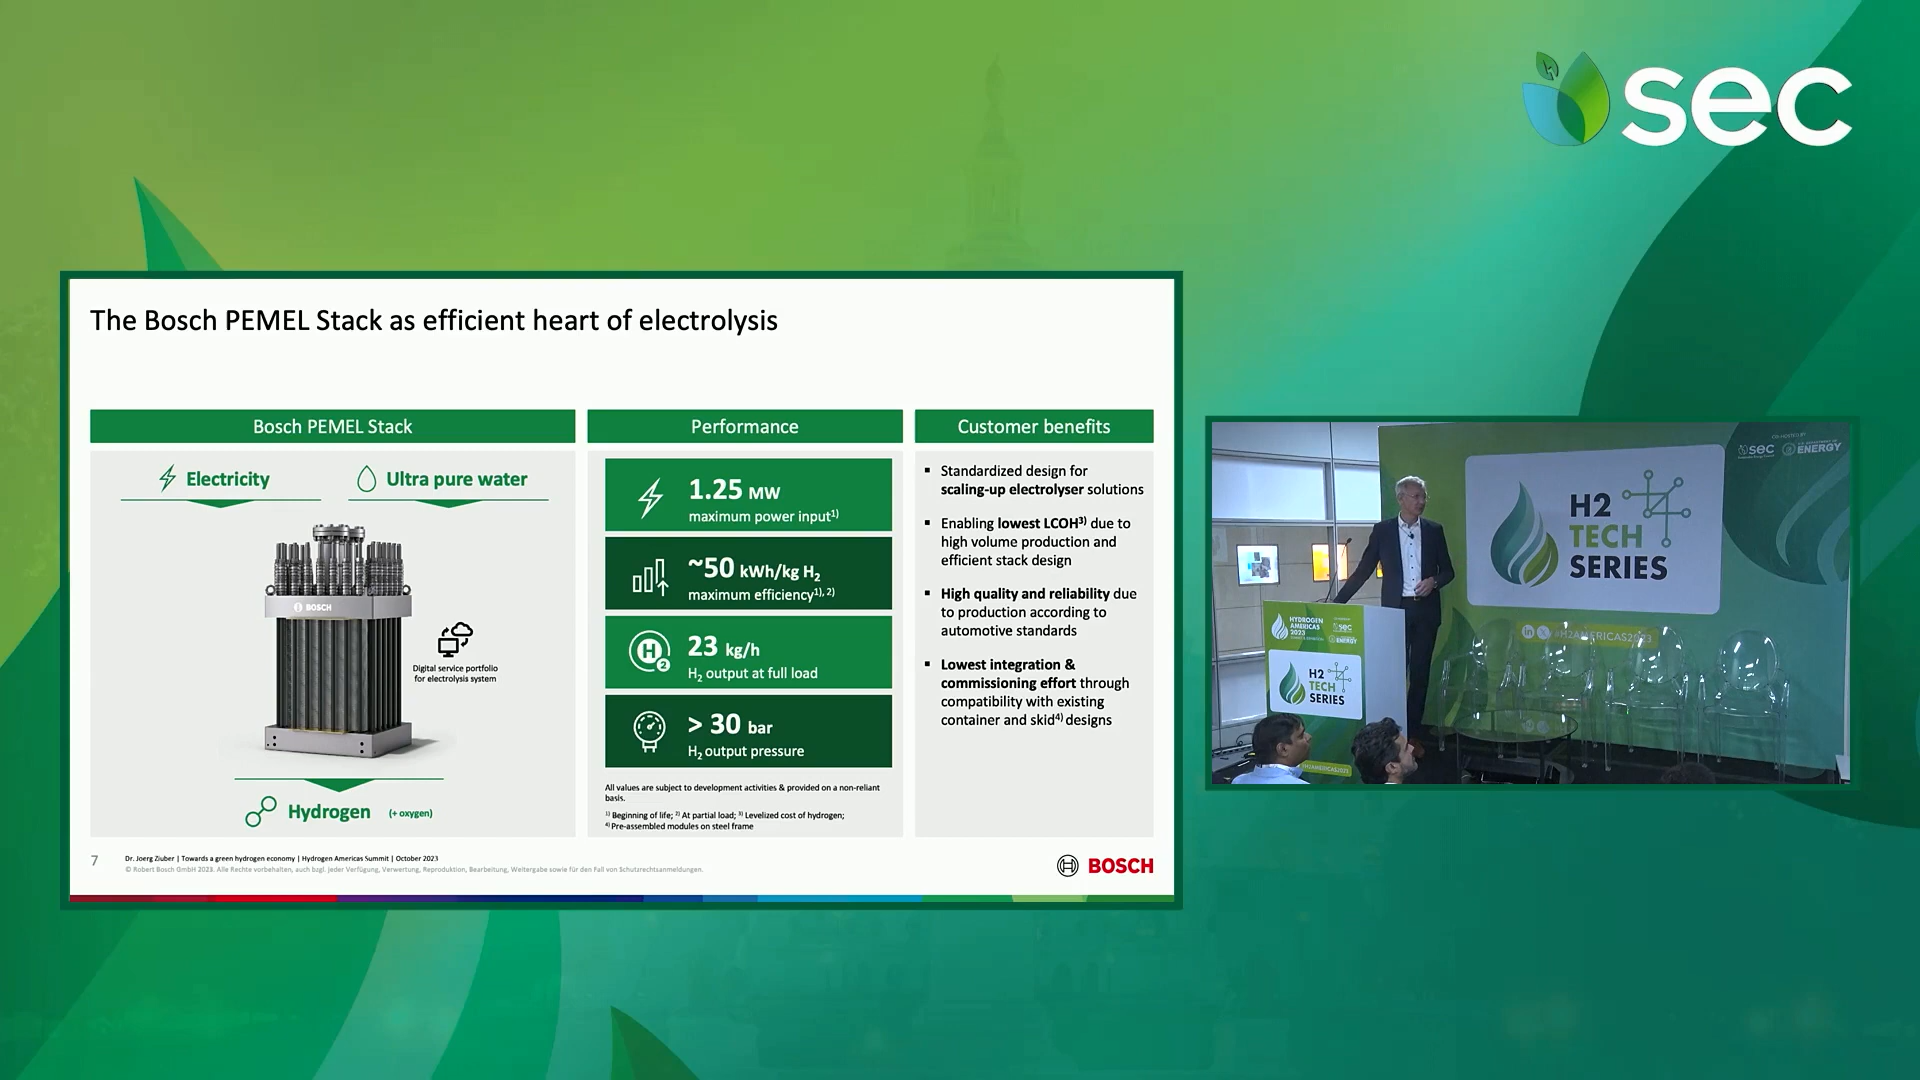 sec
The Bosch PEMEL Stack as efficient heart of electrolysis
Bosch PEMEL Stack
Electricity
Ultra pure water
BOSCH
Digital service portfolio
for electrolysis system
Hydrogen (+ oxygen)
Performance
1.25 MW
maximum power input¹⁾
~50 kWh/kg H₂
maximum efficiency¹⁾, ²⁾
H2
23 kg/h
H₂ output at full load
> 30 bar
H₂ output pressure
All values are subject to development activities & provided on a non-reliant
basis.
¹⁾ Beginning of life; ²⁾ At partial load; ³⁾ Levelized cost of hydrogen;
⁴⁾ Pre-assembled modules on steel frame
Customer benefits
▪ Standardized design for
scaling-up electrolyser solutions
▪ Enabling lowest LCOH³⁾ due to
high volume production and
efficient stack design
▪ High quality and reliability due
to production according to
automotive standards
▪ Lowest integration &
commissioning effort through
compatibility with existing
container and skid⁴⁾ designs
7
Dr. Joerg Ziuber | Towards a green hydrogen economy | Hydrogen Americas Summit | October 2023
© Robert Bosch GmbH 2023. Alle Rechte vorbehalten, auch bzgl. jeder Verfügung, Verwertung, Reproduktion, Bearbeitung, Weitergabe sowie für den Fall von Schutzrechtsanmeldungen.
BOSCH
CO-HOSTED BY
sec
ENERGY
H2
TECH
SERIES
#H2AMERICAS2023
HYDROGEN
AMERICAS
2023
sec
ENERGY
H2
TECH
SERIES
#H2AMERICAS2023